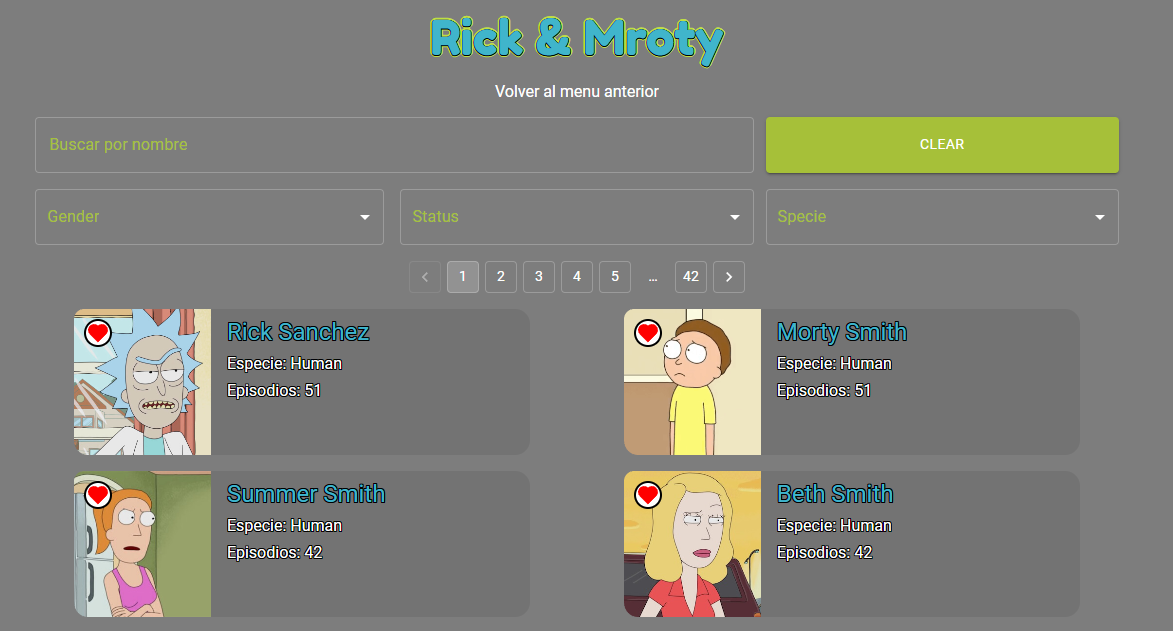 Rick & Mroty
Volver al menu anterior
Buscar por nombre
CLEAR
Gender
Status
Specie
1 2 3 4 5 … 42
Rick Sanchez
Especie: Human
Episodios: 51
Morty Smith
Especie: Human
Episodios: 51
Summer Smith
Especie: Human
Episodios: 42
Beth Smith
Especie: Human
Episodios: 42